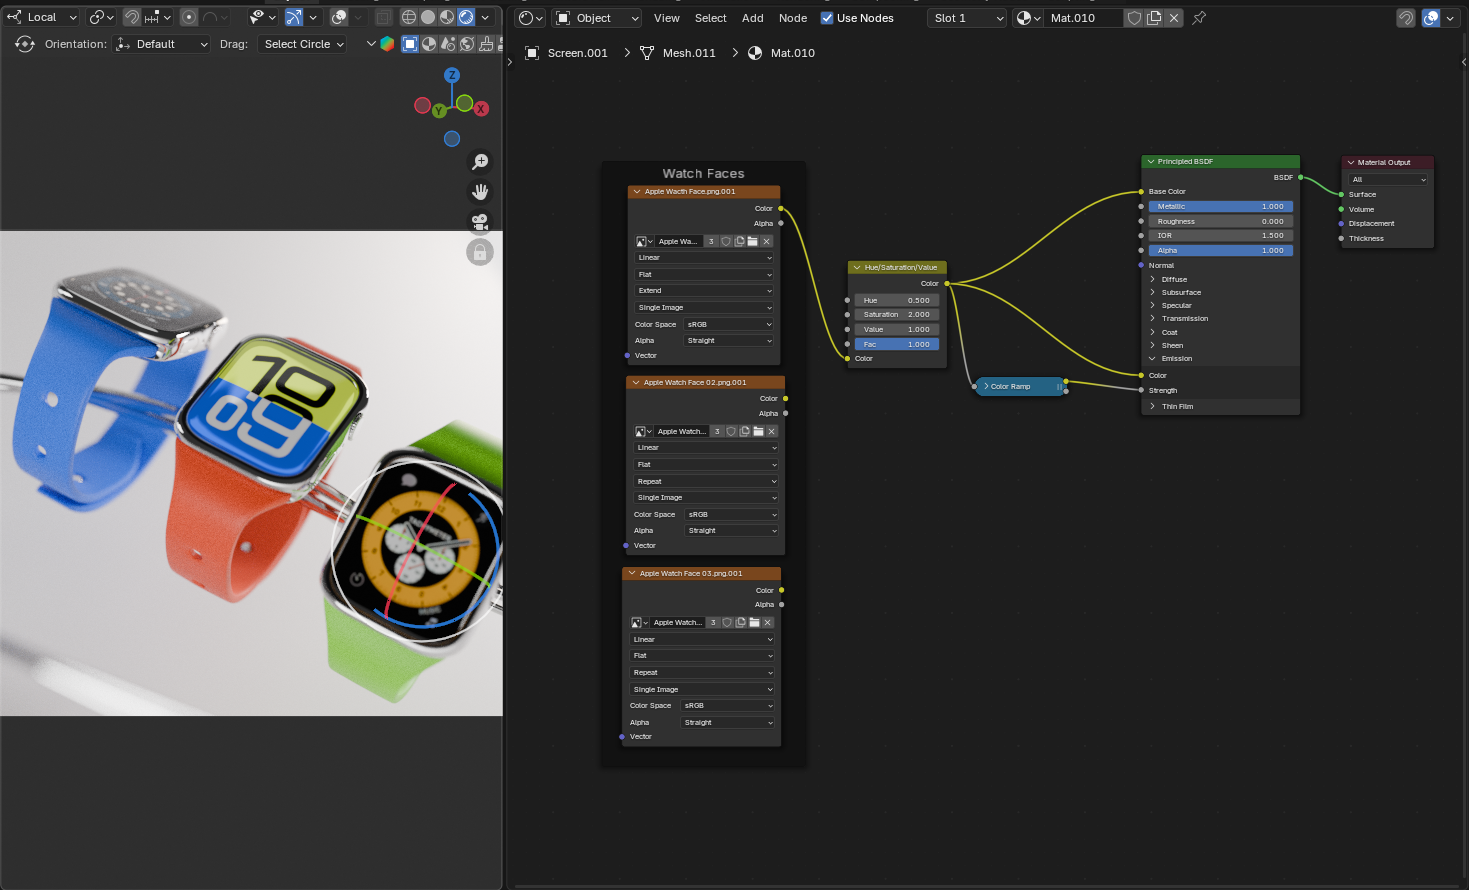 Local
Object
View
Select
Add
Node
Use Nodes
Slot 1
Mat.010
Orientation:
Default
Drag:
Select Circle
Screen.001
Mesh.011
Mat.010
Z
Y
X
10
09
TACHYMETER
Watch Faces
Apple Wacth Face.png.001
Color
Alpha
Apple Wa...
3
Linear
Flat
Extend
Single Image
Color Space
sRGB
Alpha
Straight
Vector
Apple Watch Face 02.png.001
Color
Alpha
Apple Watch...
3
Linear
Flat
Repeat
Single Image
Color Space
sRGB
Alpha
Straight
Vector
Apple Watch Face 03.png.001
Color
Alpha
Apple Watch...
3
Linear
Flat
Repeat
Single Image
Color Space
sRGB
Alpha
Straight
Vector
Hue/Saturation/Value
Color
Hue 0.500
Saturation 2.000
Value 1.000
Fac 1.000
Color
Color Ramp
Principled BSDF
BSDF
Base Color
Metallic 1.000
Roughness 0.000
IOR 1.500
Alpha 1.000
Normal
Diffuse
Subsurface
Specular
Transmission
Coat
Sheen
Emission
Color
Strength
Thin Film
Material Output
All
Surface
Volume
Displacement
Thickness